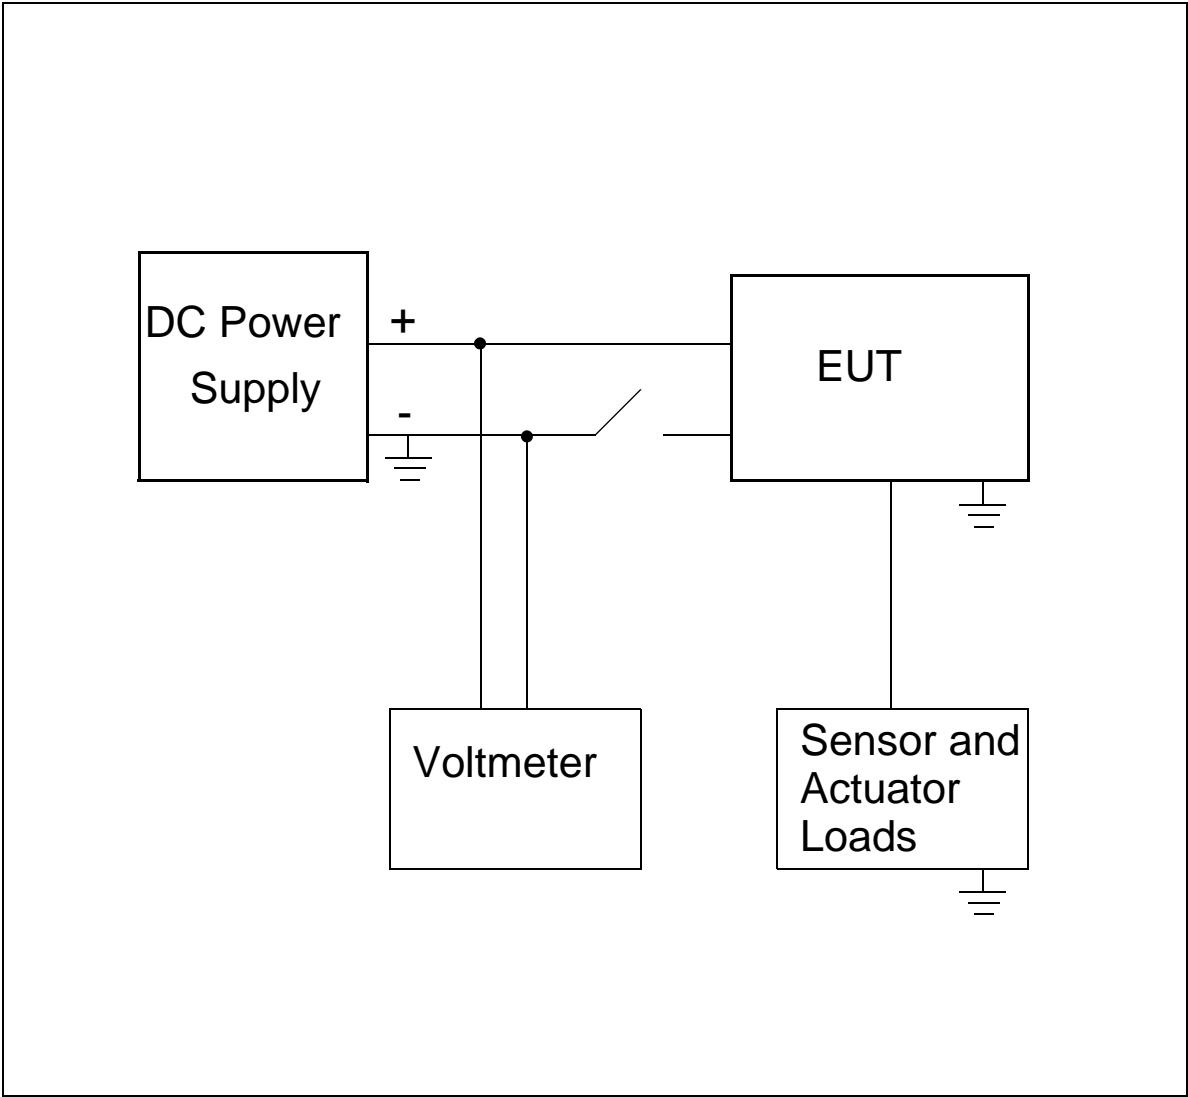 DC Power
Supply
+
-
EUT
Voltmeter
Sensor and
Actuator
Loads